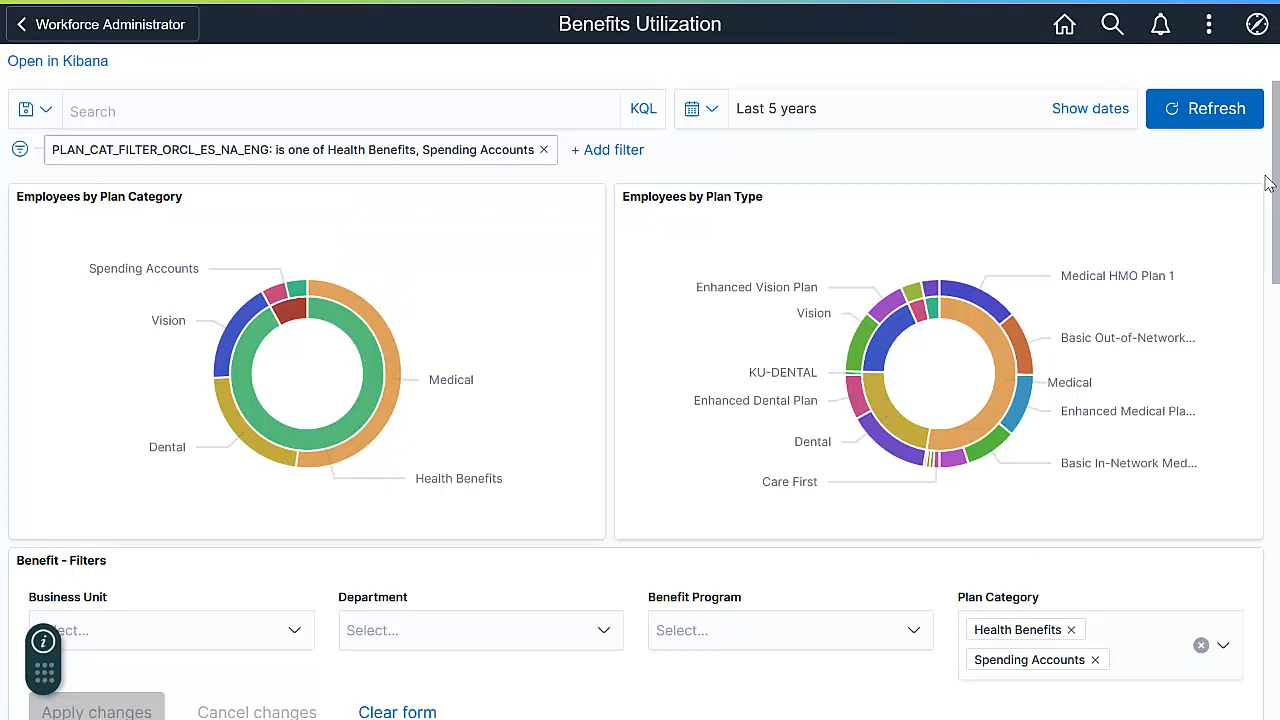 Workforce Administrator
Benefits Utilization
Open in Kibana
Search
KQL
Last 5 years
Show dates
Refresh
PLAN_CAT_FILTER_ORCL_ES_NA_ENG: is one of Health Benefits, Spending Accounts ×
+ Add filter
Employees by Plan Category
Spending Accounts
Vision
Medical
Dental
Health Benefits
Employees by Plan Type
Enhanced Vision Plan
Medical HMO Plan 1
Vision
Basic Out-of-Network...
KU-DENTAL
Medical
Enhanced Dental Plan
Enhanced Medical Pla...
Dental
Basic In-Network Med...
Care First
Benefit - Filters
Business Unit
Department
Benefit Program
Plan Category
Select...
Select...
Health Benefits ×
Spending Accounts ×
Apply changes
Cancel changes
Clear form